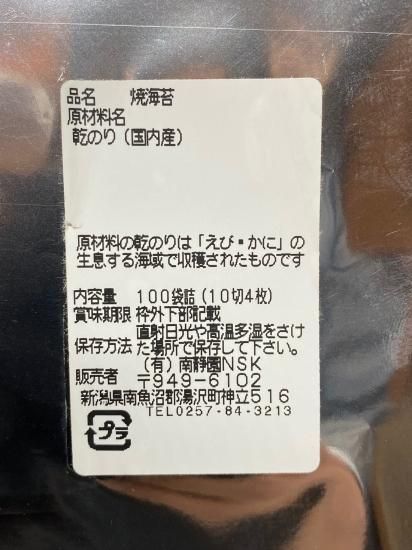 品名 焼海苔
原材料名
乾のり（国内産）
原材料の乾のりは「えび・かに」の
生息する海域で収穫されたものです
内容量 100袋詰（10切4枚）
賞味期限 枠外下部記載
保存方法 直射日光や高温多湿をさけ
た場所で保存して下さい。
販売者 （有）南静園NSK
〒949-6102
新潟県南魚沼郡湯沢町神立516
TEL0257-84-3213
プラ